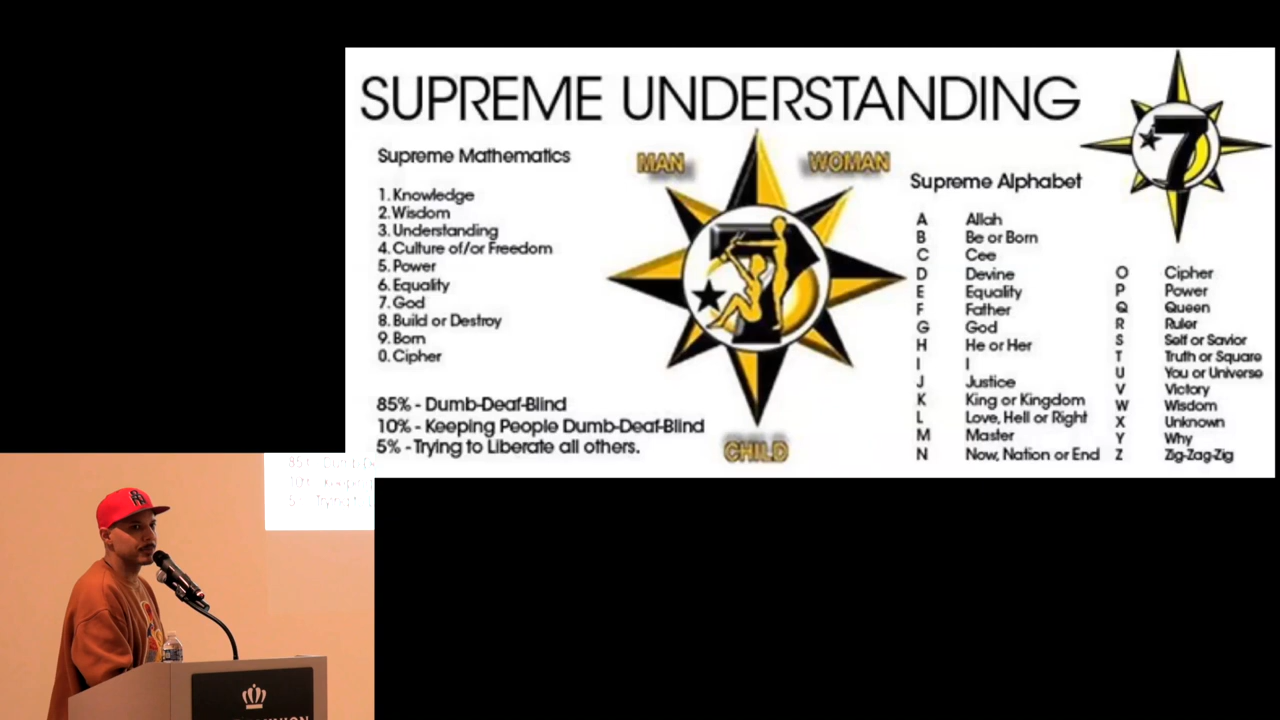 SUPREME UNDERSTANDING
7
Supreme Mathematics
1. Knowledge
2. Wisdom
3. Understanding
4. Culture of/or Freedom
5. Power
6. Equality
7. God
8. Build or Destroy
9. Born
0. Cipher
85% - Dumb-Deaf-Blind
10% - Keeping People Dumb-Deaf-Blind
5% - Trying to Liberate all others.
MAN
WOMAN
7
CHILD
Supreme Alphabet
A Allah
B Be or Born
C Cee
D Devine
E Equality
F Father
G God
H He or Her
I I
J Justice
K King or Kingdom
L Love, Hell or Right
M Master
N Now, Nation or End
O Cipher
P Power
Q Queen
R Ruler
S Self or Savior
T Truth or Square
U You or Universe
V Victory
W Wisdom
X Unknown
Y Why
Z Zig-Zag-Zig
85%
10%